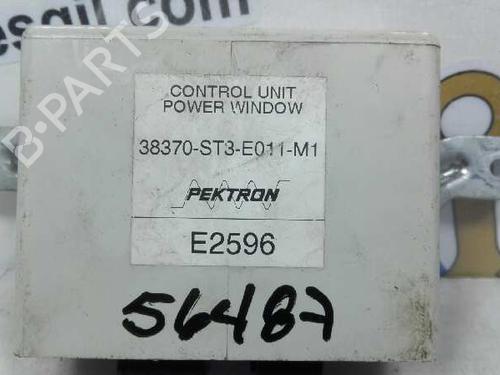 esgil.com
B-PARTS
CONTROL UNIT
POWER WINDOW
38370-ST3-E011-M1
PEKTRON
E2596
56487